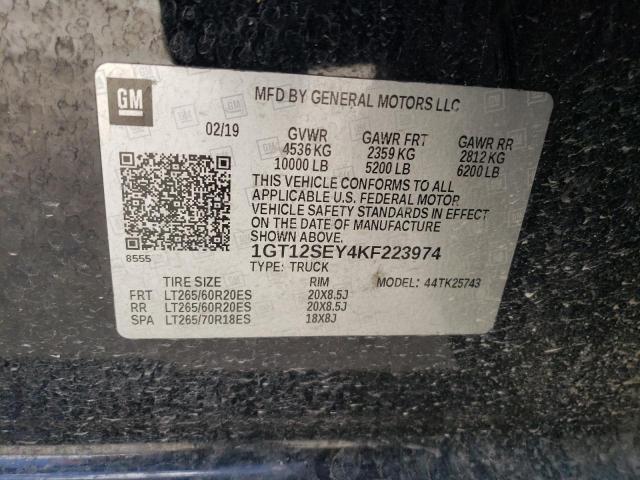 GM
MFD BY GENERAL MOTORS LLC
02/19 GVWR GAWR FRT GAWR RR
4536 KG 2359 KG 2812 KG
10000 LB 5200 LB 6200 LB
THIS VEHICLE CONFORMS TO ALL
APPLICABLE U.S. FEDERAL MOTOR
VEHICLE SAFETY STANDARDS IN EFFECT
ON THE DATE OF MANUFACTURE
SHOWN ABOVE.
8555 1GT12SEY4KF223974
TYPE: TRUCK
TIRE SIZE RIM MODEL: 44TK25743
FRT LT265/60R20ES 20X8.5J
RR LT265/60R20ES 20X8.5J
SPA LT265/70R18ES 18X8J